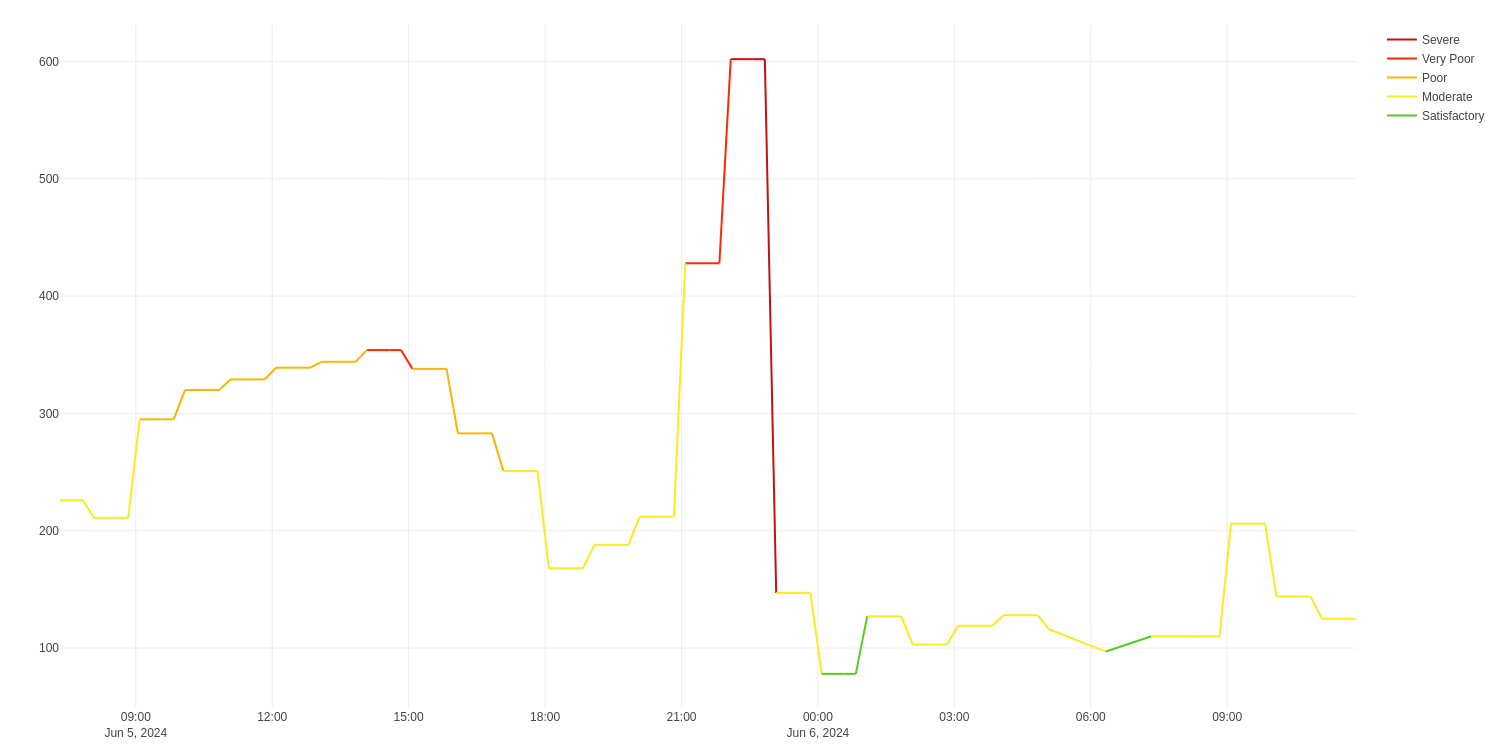 600
500
400
300
200
100
09:00
Jun 5, 2024
12:00
15:00
18:00
21:00
00:00
Jun 6, 2024
03:00
06:00
09:00
Severe
Very Poor
Poor
Moderate
Satisfactory